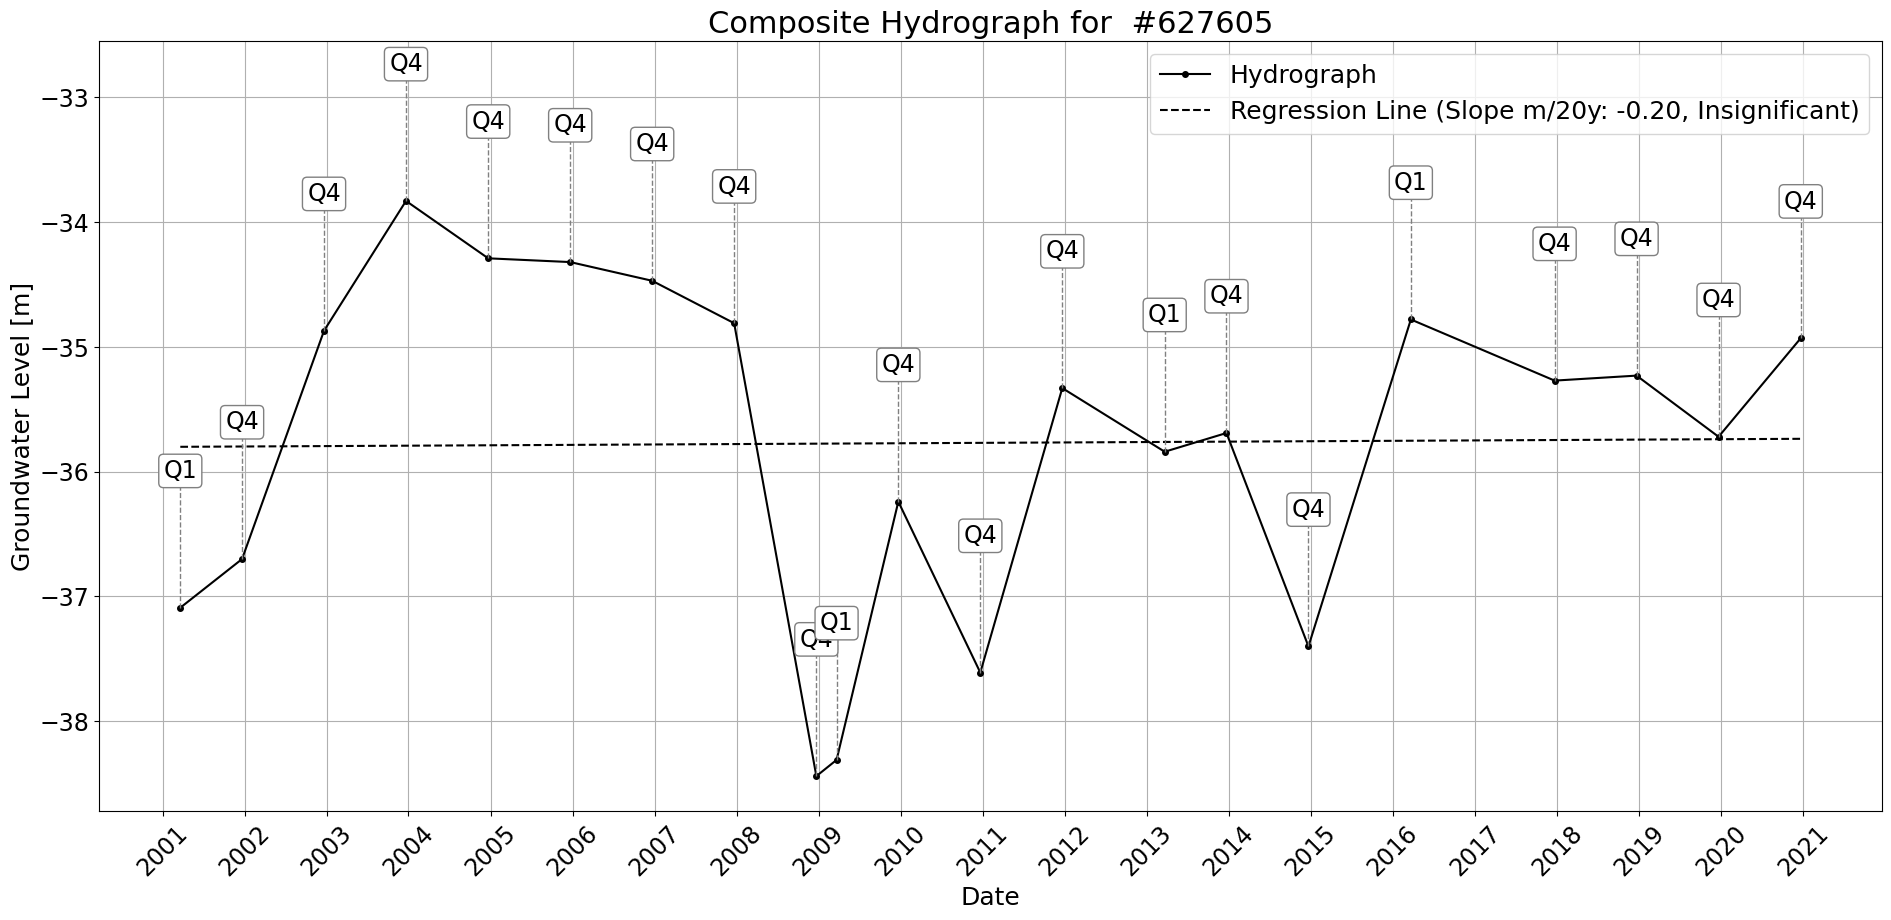 Composite Hydrograph for  #627605
Hydrograph
Regression Line (Slope m/20y: -0.20, Insignificant)
Groundwater Level [m]
−33
−34
−35
−36
−37
−38
Q1
Q4
Q4
Q4
Q4
Q4
Q4
Q4
Q4
Q1
Q4
Q4
Q4
Q1
Q4
Q4
Q1
Q4
Q4
Q4
Q4
2001
2002
2003
2004
2005
2006
2007
2008
2009
2010
2011
2012
2013
2014
2015
2016
2017
2018
2019
2020
2021
Date